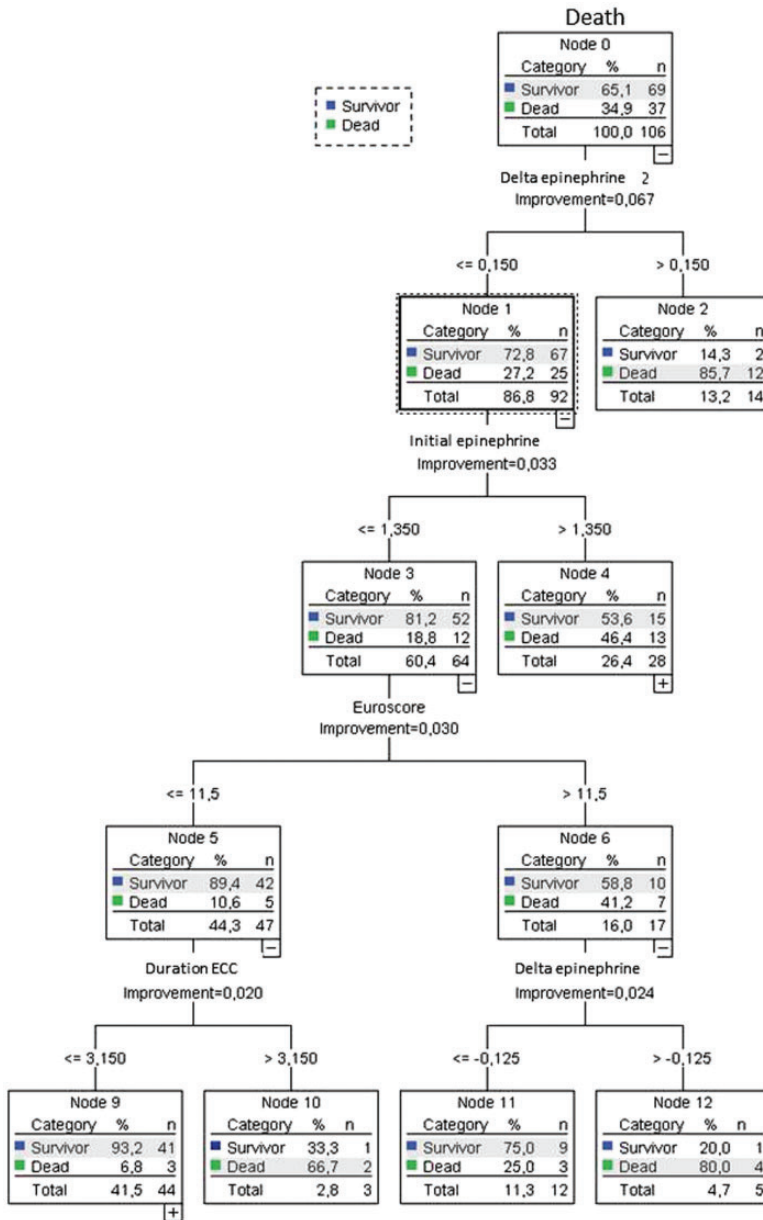 Death
Survivor
Dead
Node 0
Category % n
Survivor 65,1 69
Dead 34,9 37
Total 100,0 106
Delta epinephrine 2
Improvement=0,067
<= 0,150
> 0,150
Node 1
Category % n
Survivor 72,8 67
Dead 27,2 25
Total 86,8 92
Node 2
Category % n
Survivor 14,3 2
Dead 85,7 12
Total 13,2 14
Initial epinephrine
Improvement=0,033
<= 1,350
> 1,350
Node 3
Category % n
Survivor 81,2 52
Dead 18,8 12
Total 60,4 64
Node 4
Category % n
Survivor 53,6 15
Dead 46,4 13
Total 26,4 28
Euroscore
Improvement=0,030
<= 11,5
> 11,5
Node 5
Category % n
Survivor 89,4 42
Dead 10,6 5
Total 44,3 47
Node 6
Category % n
Survivor 58,8 10
Dead 41,2 7
Total 16,0 17
Duration ECC
Improvement=0,020
Delta epinephrine
Improvement=0,024
<= 3,150
> 3,150
<= -0,125
> -0,125
Node 9
Category % n
Survivor 93,2 41
Dead 6,8 3
Total 41,5 44
Node 10
Category % n
Survivor 33,3 1
Dead 66,7 2
Total 2,8 3
Node 11
Category % n
Survivor 75,0 9
Dead 25,0 3
Total 11,3 12
Node 12
Category % n
Survivor 20,0 1
Dead 80,0 4
Total 4,7 5